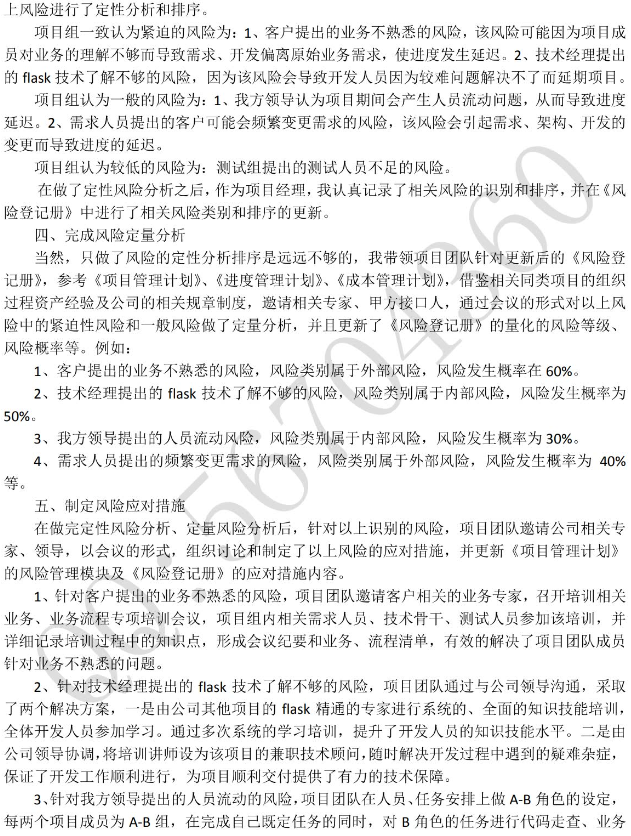 上风险进行了定性分析和排序。
项目组一致认为紧迫的风险为：1、客户提出的业务不熟悉的风险，该风险可能因为项目成
员对业务的理解不够而导致需求、开发偏离原始业务需求，使进度发生延迟。2、技术经理提出
的 flask 技术了解不够的风险，因为该风险会导致开发人员因为较难问题解决不了而延期项目。
项目组认为一般的风险为：1、我方领导认为项目期间会产生人员流动问题，从而导致进度
延迟。2、需求人员提出的客户可能会频繁变更需求的风险，该风险会引起需求、架构、开发的
变更而导致进度的延迟。
项目组认为较低的风险为：测试组提出的测试人员不足的风险。
在做了定性风险分析之后，作为项目经理，我认真记录了相关风险的识别和排序，并在《风
险登记册》中进行了相关风险类别和排序的更新。
四、完成风险定量分析
当然，只做了风险的定性分析排序是远远不够的，我带领项目团队针对更新后的《风险登
记册》，参考《项目管理计划》、《进度管理计划》、《成本管理计划》，借鉴相关同类项目的组织
过程资产经验及公司的相关规章制度，邀请相关专家、甲方接口人，通过会议的形式对以上风
险中的紧迫性风险和一般风险做了定量分析，并且更新了《风险登记册》的量化的风险等级、
风险概率等。例如：
1、客户提出的业务不熟悉的风险，风险类别属于外部风险，风险发生概率在 60%。
2、技术经理提出的 flask 技术了解不够的风险，风险类别属于内部风险，风险发生概率为
50%。
3、我方领导提出的人员流动风险，风险类别属于内部风险，风险发生概率为 30%。
4、需求人员提出的频繁变更需求的风险，风险类别属于外部风险，风险发生概率为 40%
等。
五、制定风险应对措施
在做完定性风险分析、定量风险分析后，针对以上识别的风险，项目团队邀请公司相关专
家、领导，以会议的形式，组织讨论和制定了以上风险的应对措施，并更新《项目管理计划》
的风险管理模块及《风险登记册》的应对措施内容。
1、针对客户提出的业务不熟悉的风险，项目团队邀请客户相关的业务专家，召开培训相关
业务、业务流程专项培训会议，项目组内相关需求人员、技术骨干、测试人员参加该培训，并
详细记录培训过程中的知识点，形成会议纪要和业务、流程清单，有效的解决了项目团队成员
针对业务不熟悉的问题。
2、针对技术经理提出的 flask 技术了解不够的风险，项目团队通过与公司领导沟通，采取
了两个解决方案，一是由公司其他项目的 flask 精通的专家进行系统的、全面的知识技能培训，
全体开发人员参加学习。通过多次系统的学习培训，提升了开发人员的知识技能水平。二是由
公司领导协调，将培训讲师设为该项目的兼职技术顾问，随时解决开发过程中遇到的疑难杂症，
保证了开发工作顺利进行，为项目顺利交付提供了有力的技术保障。
3、针对我方领导提出的人员流动的风险，项目团队在人员、任务安排上做 A-B 角色的设定，
每两个项目成员为 A-B 组，在完成自己既定任务的同时，对 B 角色的任务进行代码走查、业务